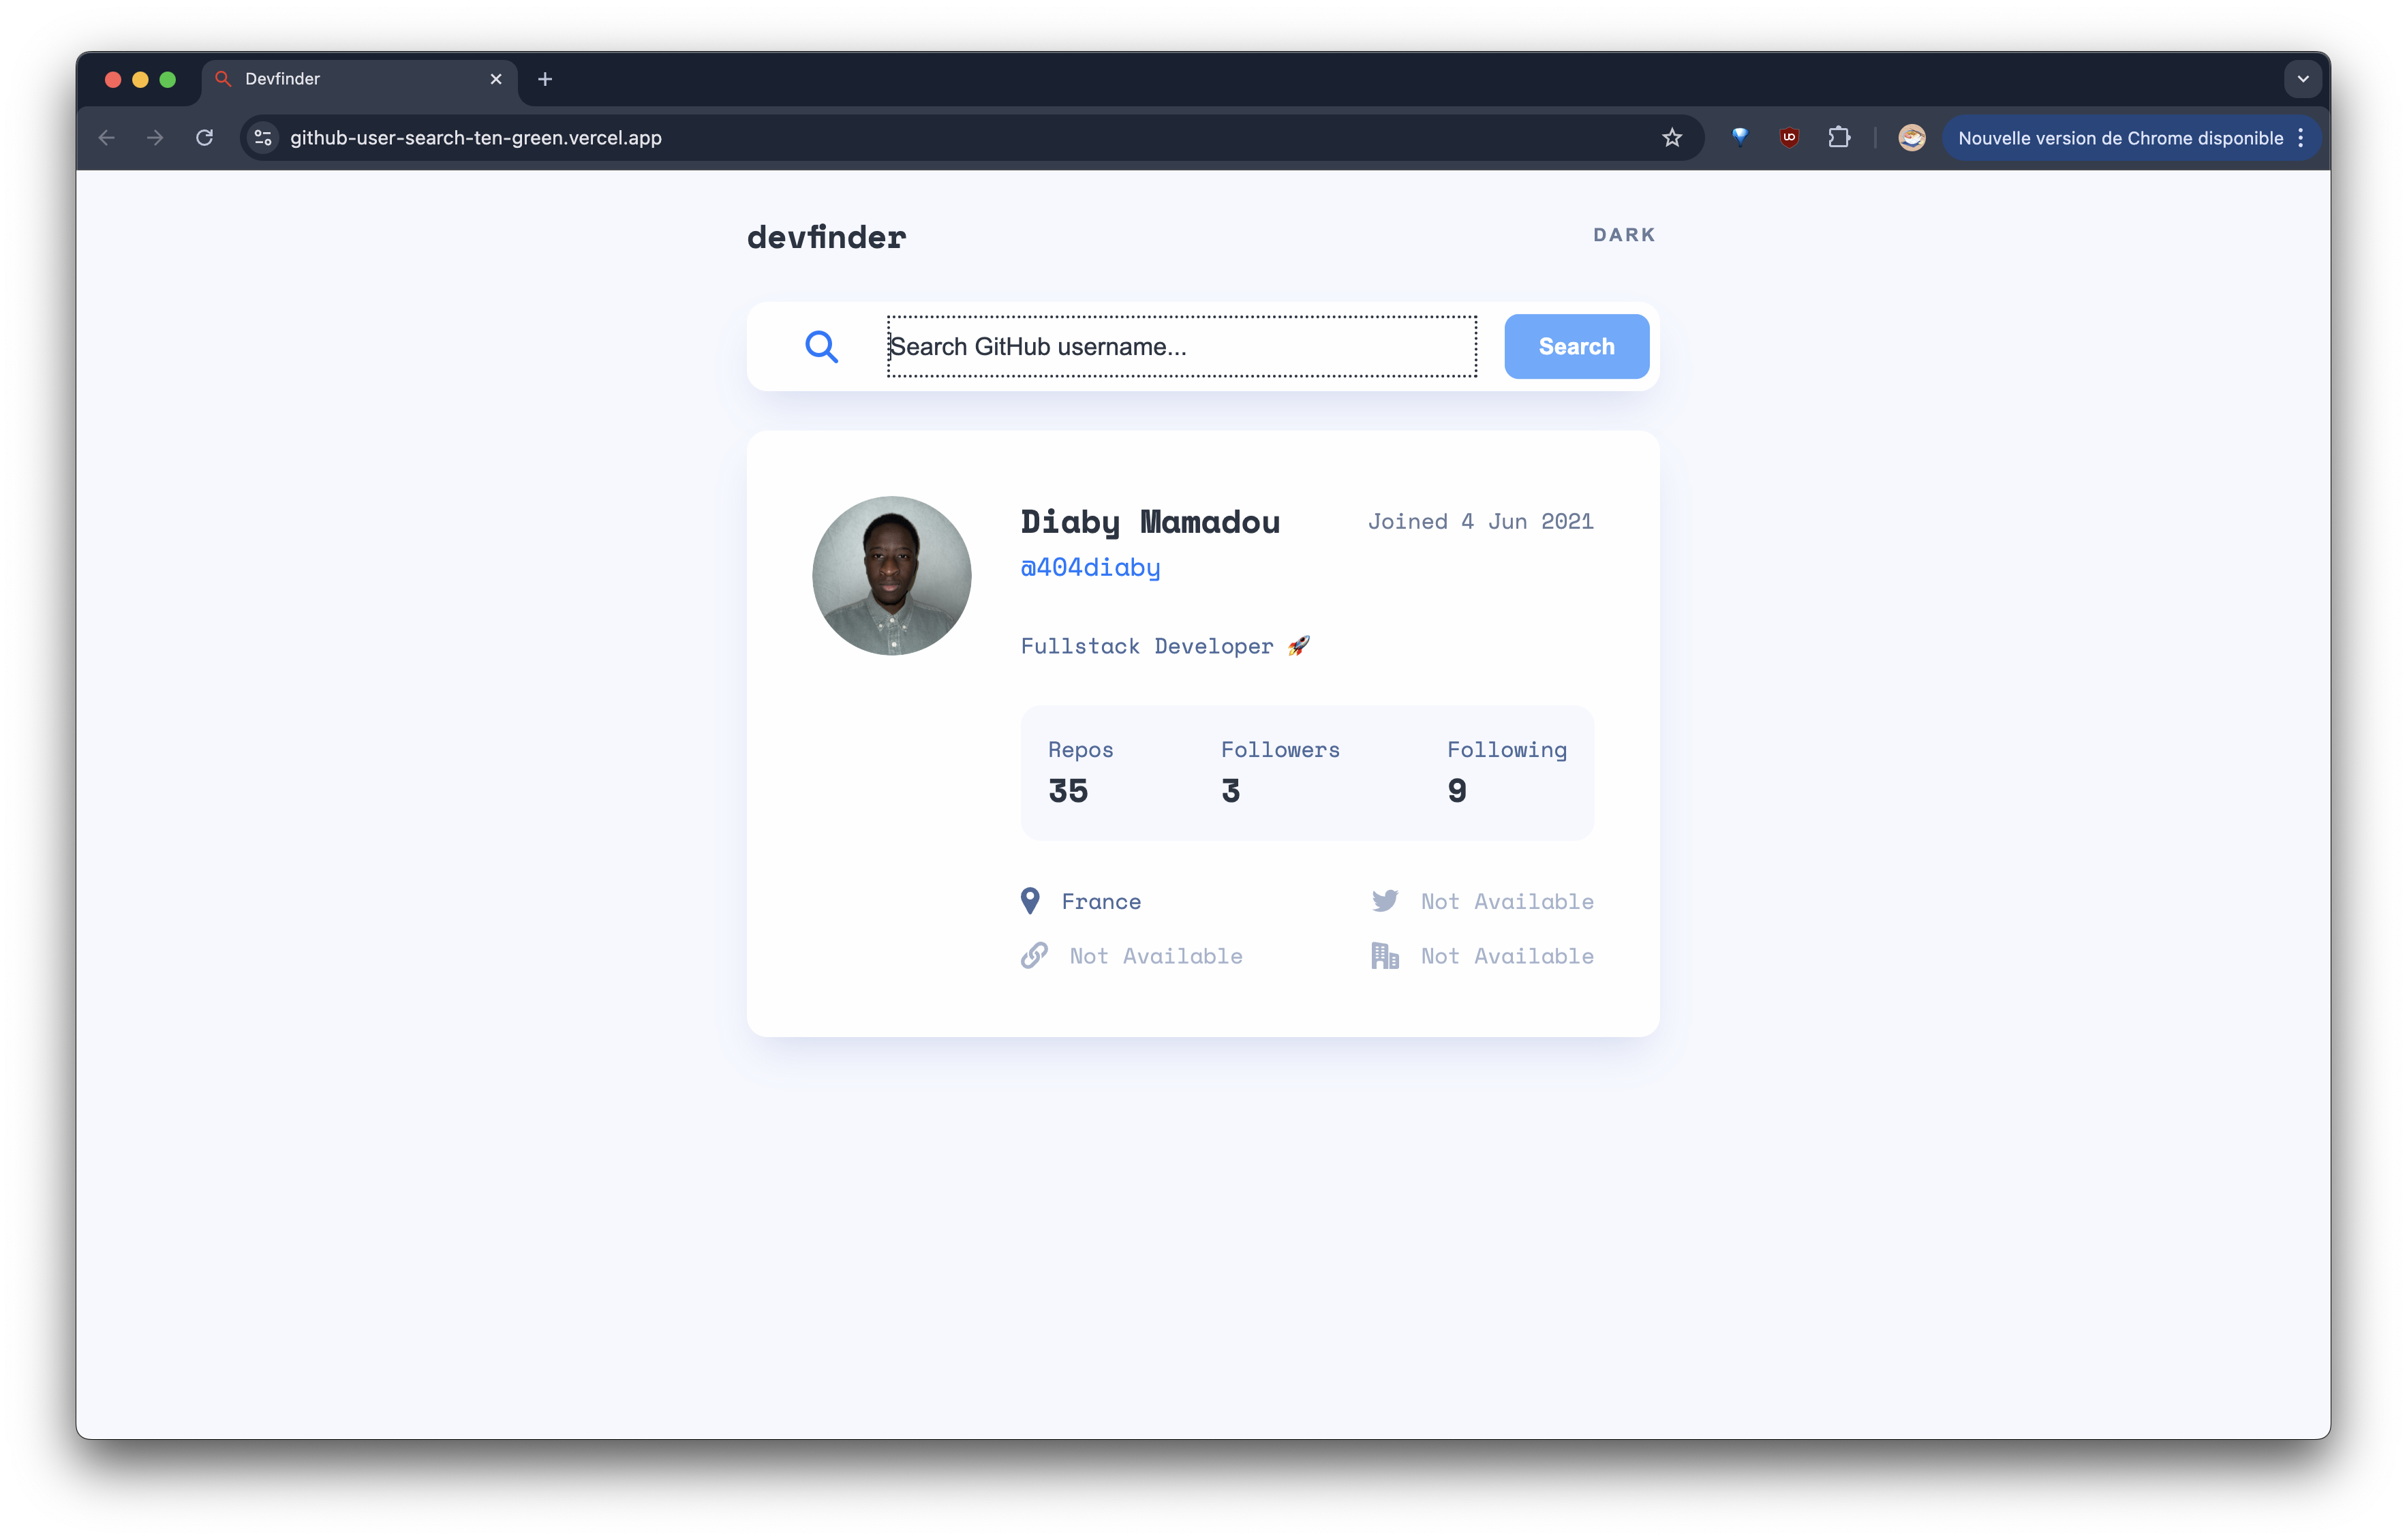 Devfinder
github-user-search-ten-green.vercel.app
Nouvelle version de Chrome disponible
devfinder
DARK
Search GitHub username...
Search
Diaby Mamadou
Joined 4 Jun 2021
@404diaby
Fullstack Developer 🚀
Repos
Followers
Following
35
3
9
France
Not Available
Not Available
Not Available